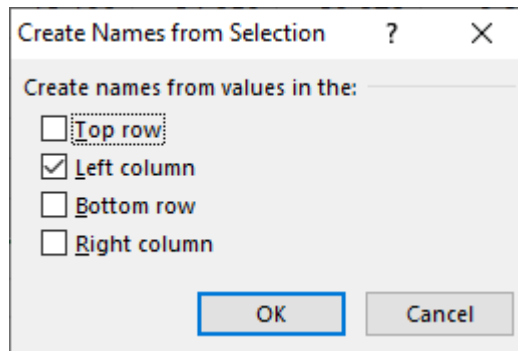 Create Names from Selection ?
Create names from values in the:
Top row
Left column
Bottom row
Right column
OK Cancel